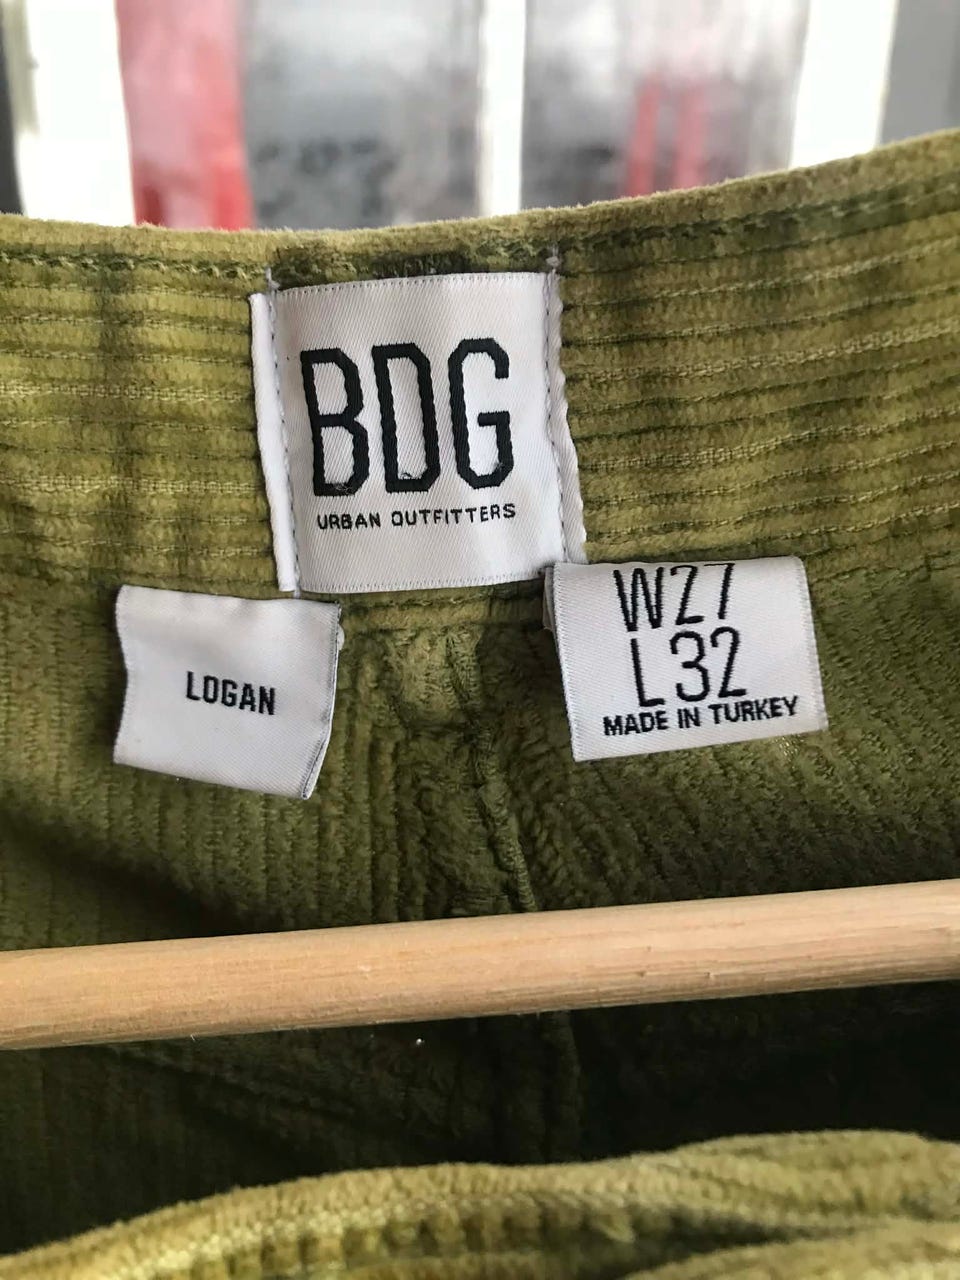 BDG
URBAN OUTFITTERS
LOGAN
W27
L32
MADE IN TURKEY